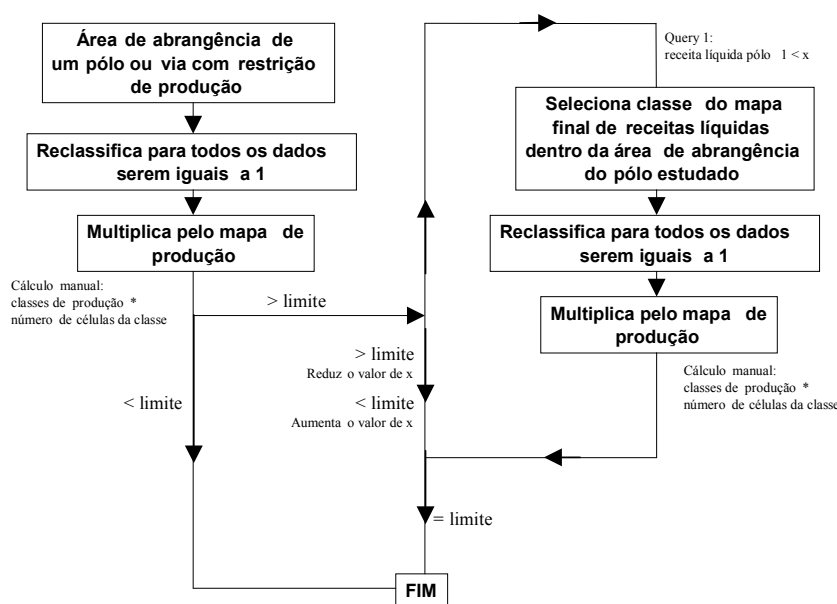 Área de abrangência de
um pólo ou via com restrição
de produção
Reclassifica para todos os dados
serem iguais a 1
Multiplica pelo mapa de
produção
Cálculo manual:
classes de produção *
número de células da classe
> limite
< limite
> limite
Reduz o valor de x
< limite
Aumenta o valor de x
= limite
FIM
Query 1:
receita líquida pólo 1 < x
Seleciona classe do mapa
final de receitas líquidas
dentro da área de abrangência
do pólo estudado
Reclassifica para todos os dados
serem iguais a 1
Multiplica pelo mapa de
produção
Cálculo manual:
classes de produção *
número de células da classe